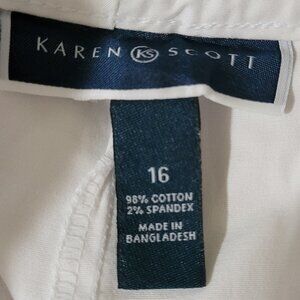 KAREN KS SCOTT
16
98% COTTON
2% SPANDEX
MADE IN
BANGLADESH